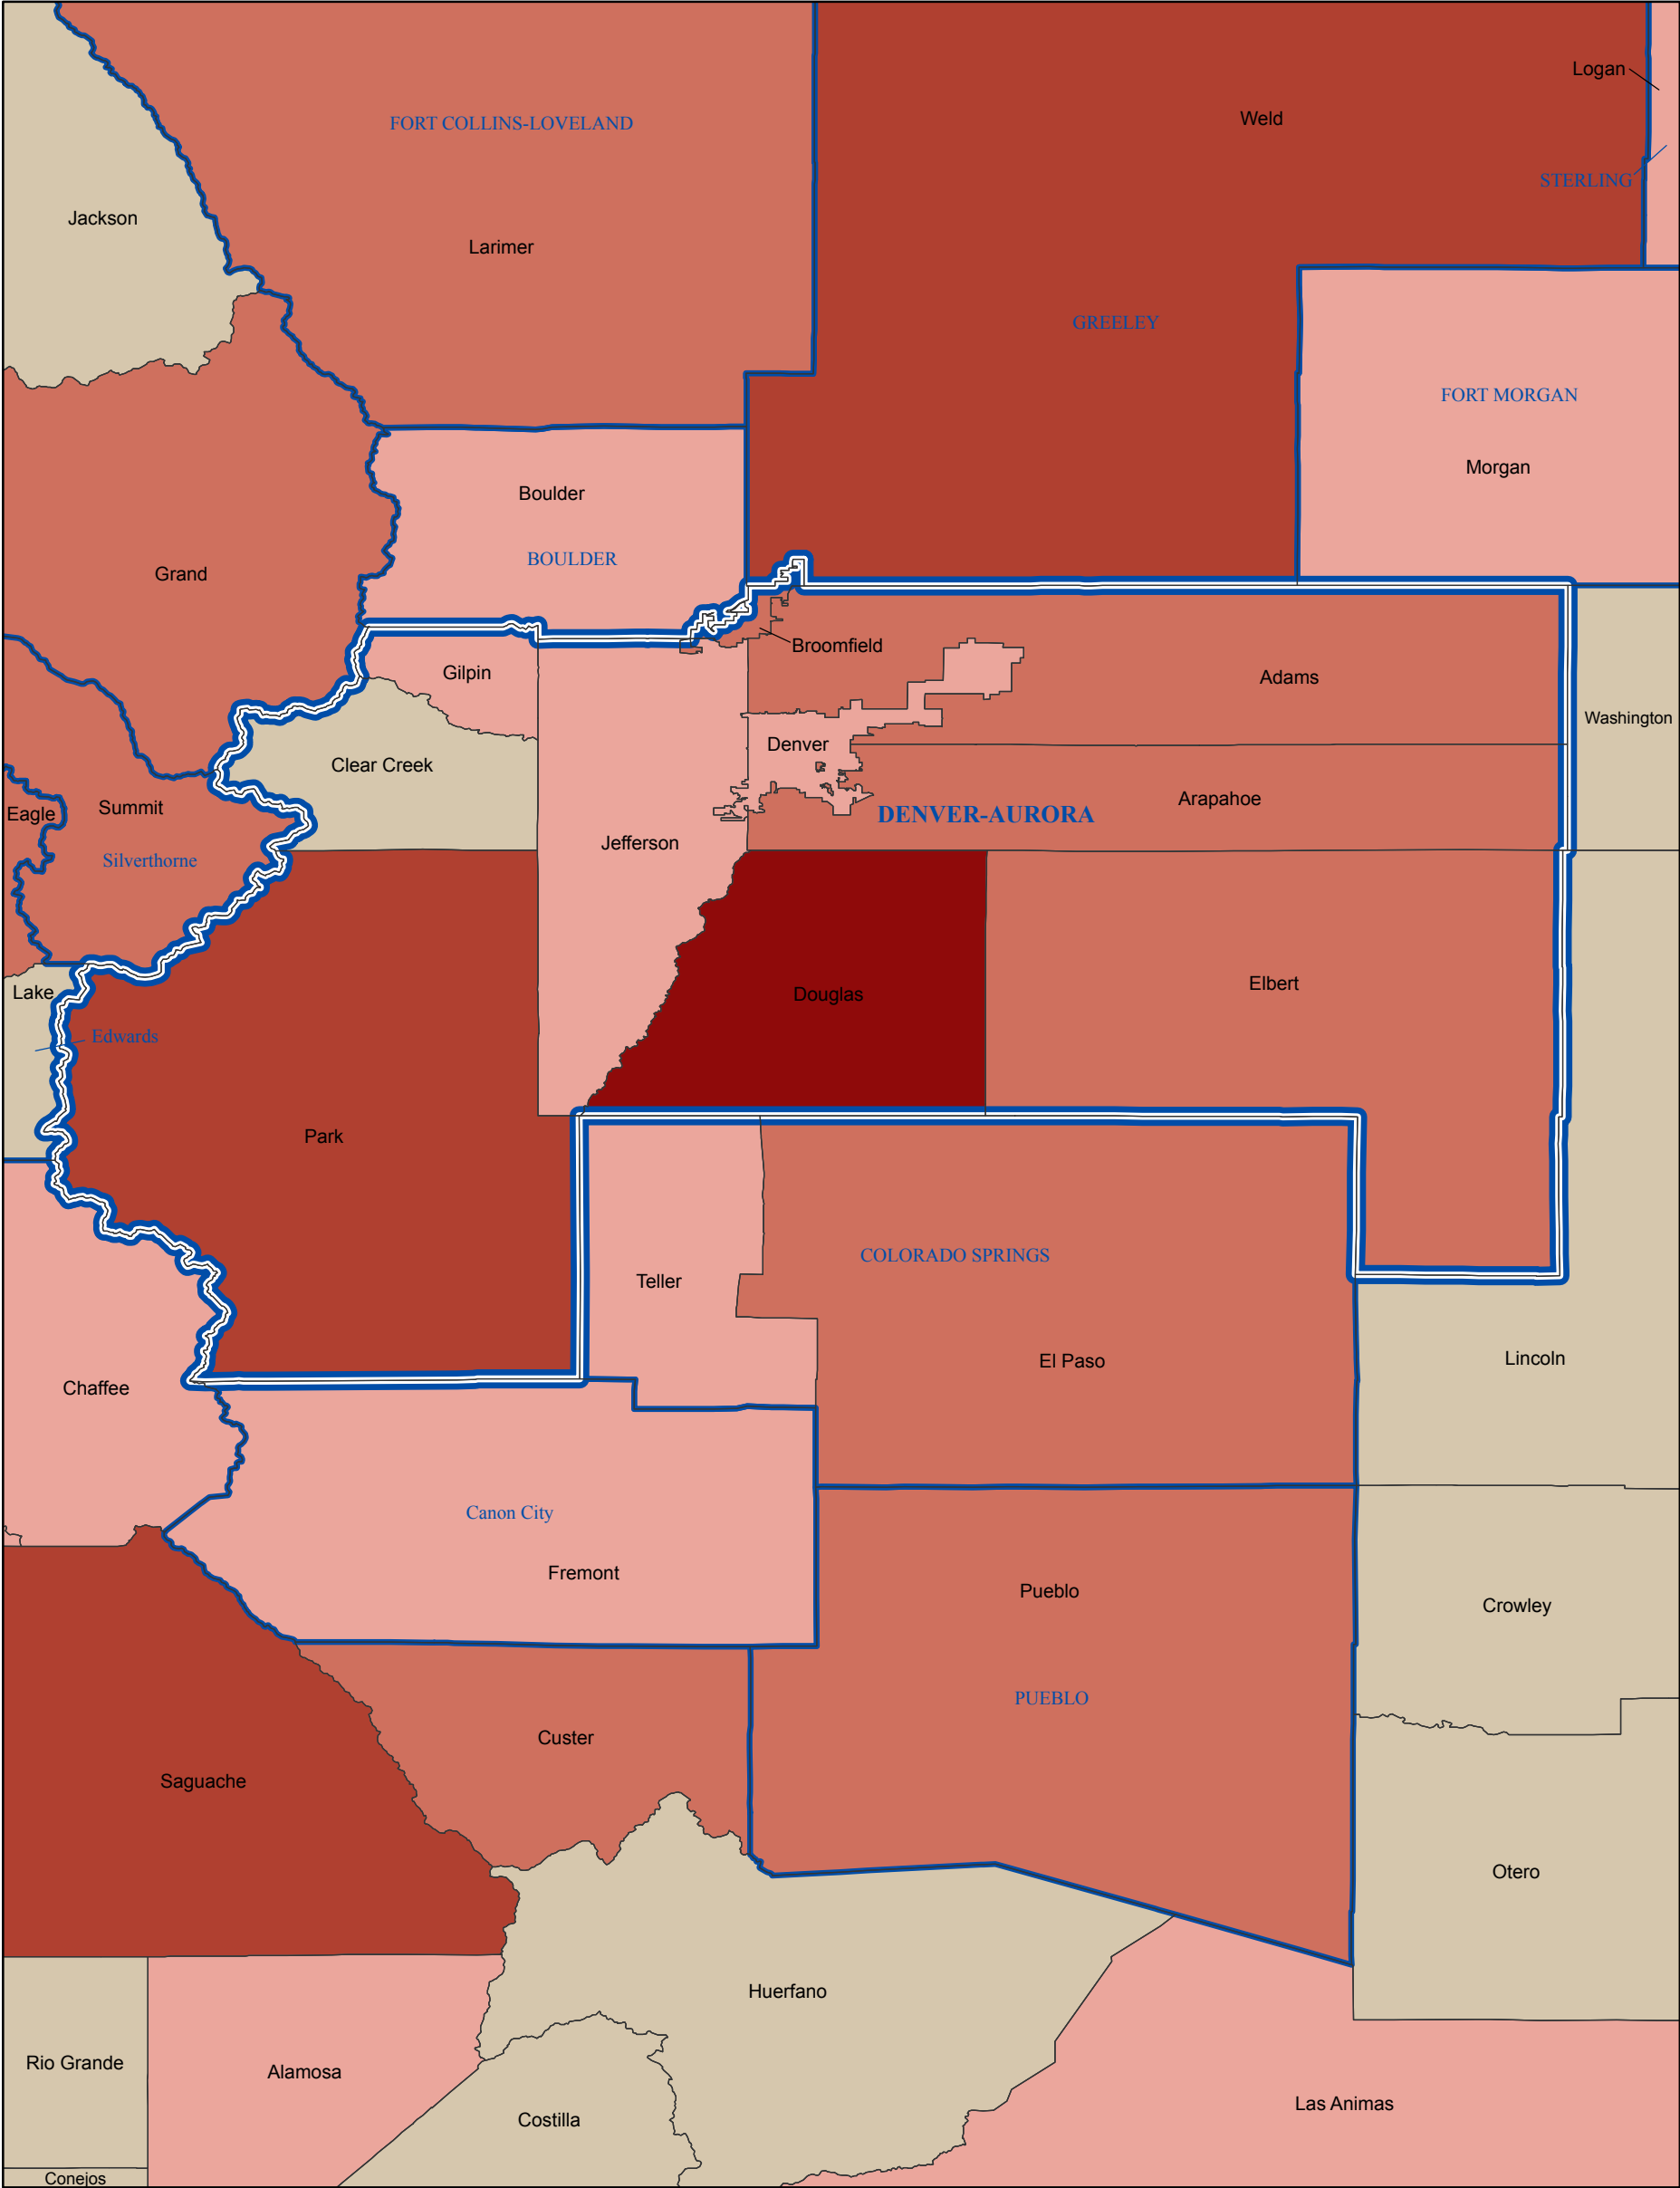 Logan
Weld
FORT COLLINS-LOVELAND
STERLING
Jackson
Larimer
GREELEY
FORT MORGAN
Morgan
Boulder
BOULDER
Grand
Broomfield
Gilpin
Adams
Washington
Denver
Clear Creek
Arapahoe
Eagle
Summit
DENVER-AURORA
Jefferson
Silverthorne
Elbert
Lake
Douglas
Edwards
Park
COLORADO SPRINGS
Teller
Lincoln
El Paso
Chaffee
Canon City
Fremont
Pueblo
Crowley
PUEBLO
Custer
Saguache
Otero
Huerfano
Rio Grande
Alamosa
Las Animas
Costilla
Conejos